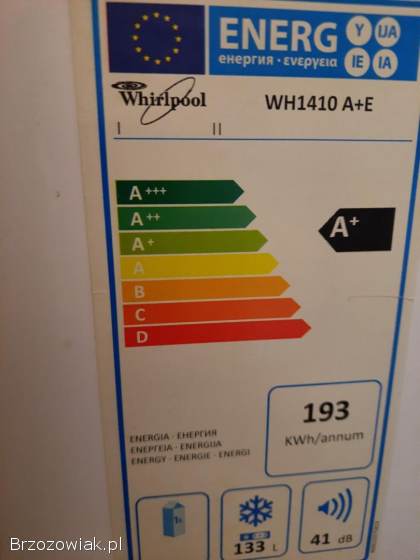 ENERG Y IJA
енергия · ενεργεια IE IA
Whirlpool WH1410 A+E
I II
A+++
A++
A+
A
B
C
D
A+
193
KWh/annum
ENERGIA · ЕНЕРГИЯ
ΕΝΕΡΓΕΙΑ · ENERGIJA
ENERGY · ENERGIE · ENERGI
133 L
41 dB
Brzozowiak.pl